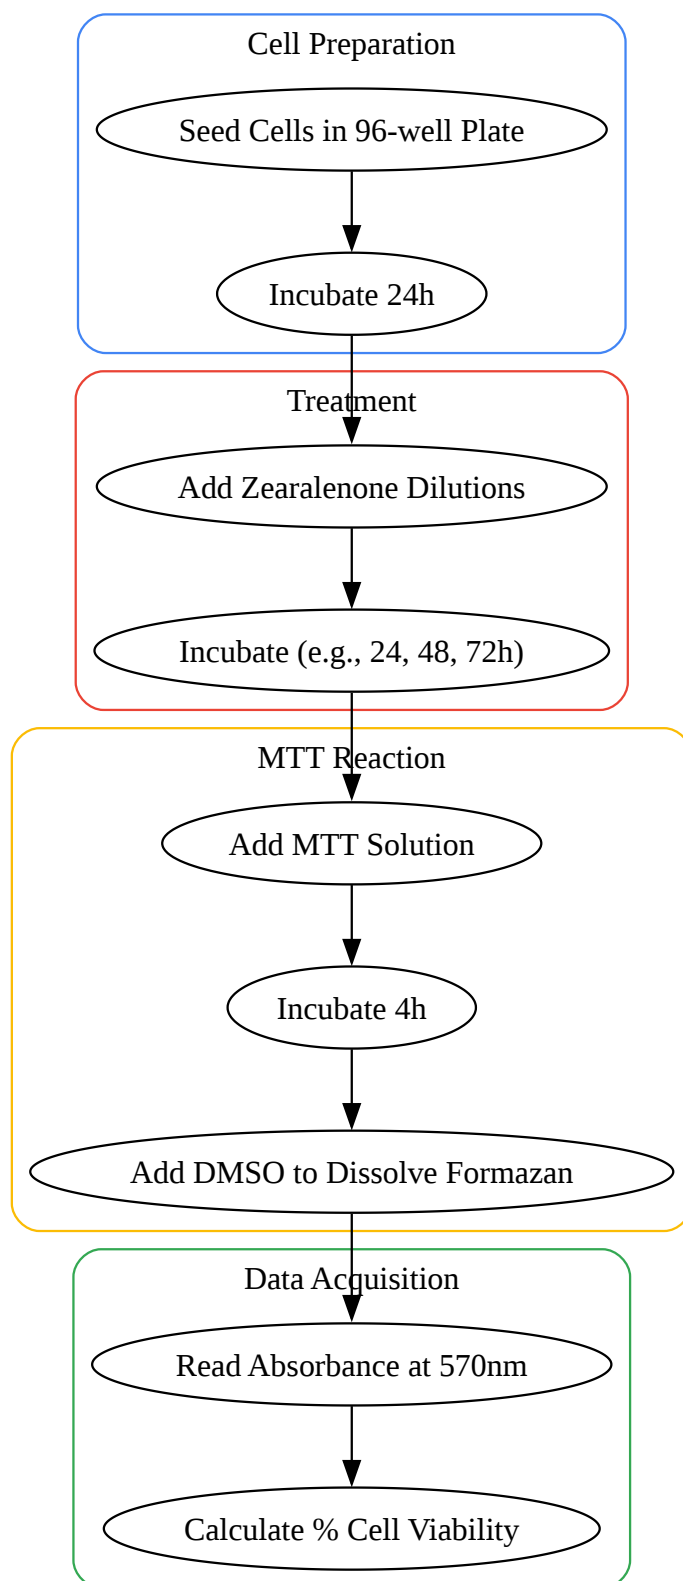 Cell Preparation
Seed Cells in 96-well Plate
Incubate 24h
Treatment
Add Zearalenone Dilutions
Incubate (e.g., 24, 48, 72h)
MTT Reaction
Add MTT Solution
Incubate 4h
Add DMSO to Dissolve Formazan
Data Acquisition
Read Absorbance at 570nm
Calculate % Cell Viability